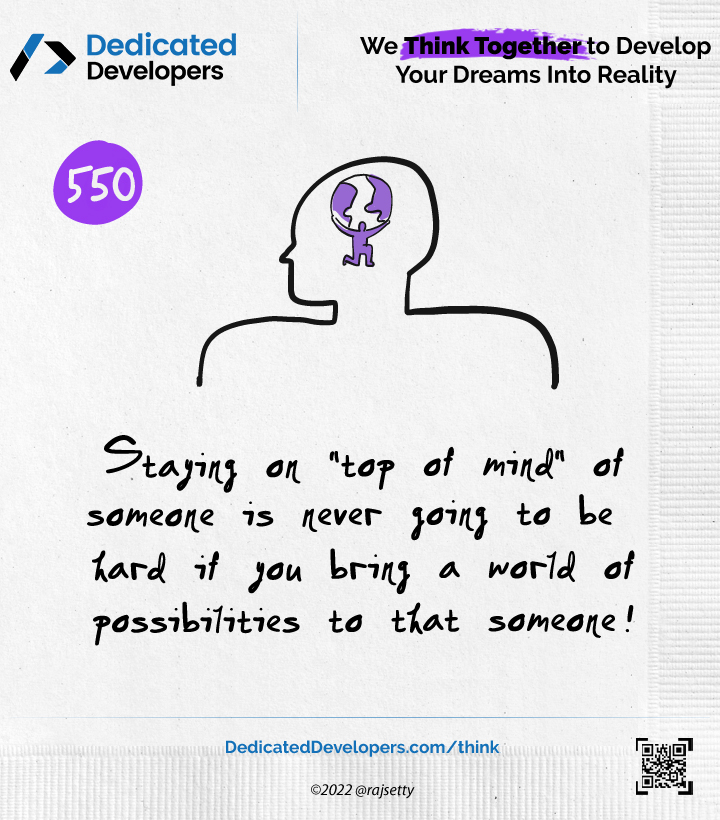 Dedicated
Developers
We Think Together to Develop
Your Dreams Into Reality
550
Staying on "top of mind" of
someone is never going to be
hard if you bring a world of
possibilities to that someone!
DedicatedDevelopers.com/think
©2022 @rajsetty